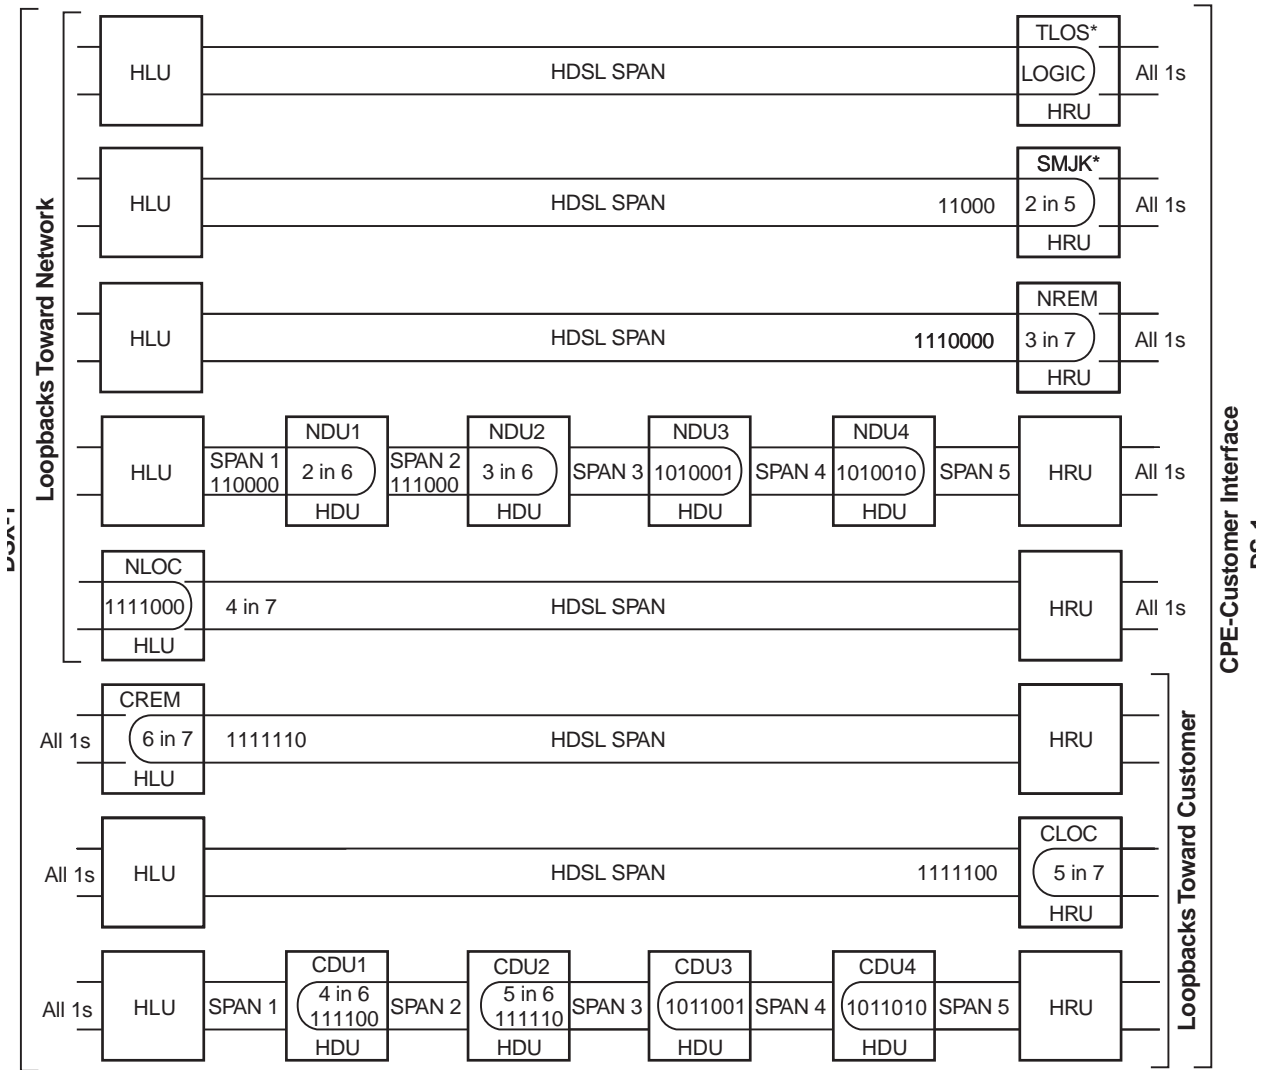 TLOS*
HLU
HDSL SPAN
LOGIC
All 1s
HRU
SMJK*
HLU
HDSL SPAN
11000
2 in 5
All 1s
HRU
NREM
HLU
HDSL SPAN
1110000
3 in 7
All 1s
HRU
NDU1
NDU2
NDU3
NDU4
HLU
SPAN 1
110000
2 in 6
SPAN 2
111000
3 in 6
SPAN 3
1010001
SPAN 4
1010010
SPAN 5
HRU
All 1s
HDU
HDU
HDU
HDU
NLOC
1111000
4 in 7
HDSL SPAN
HRU
All 1s
HLU
CREM
All 1s
6 in 7
1111110
HDSL SPAN
HRU
HLU
CLOC
All 1s
HLU
HDSL SPAN
1111100
5 in 7
HRU
CDU1
CDU2
CDU3
CDU4
All 1s
HLU
SPAN 1
4 in 6
111100
SPAN 2
5 in 6
111110
SPAN 3
1011001
SPAN 4
1011010
SPAN 5
HRU
HDU
HDU
HDU
HDU
Loopbacks Toward Network
Loopbacks Toward Customer
CPE-Customer Interface